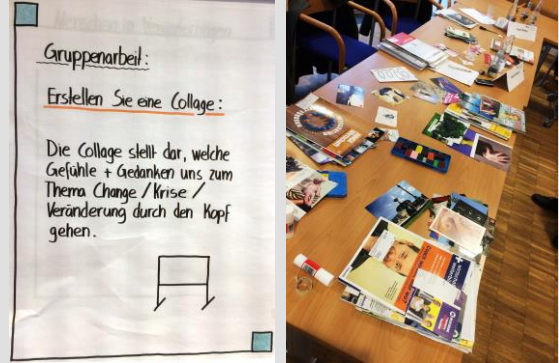 Gruppenarbeit:
Erstellen Sie eine Collage:
Die Collage stellt dar, welche
Gefühle + Gedanken uns zum
Thema Change / Krise /
Veränderung durch den Kopf
gehen.